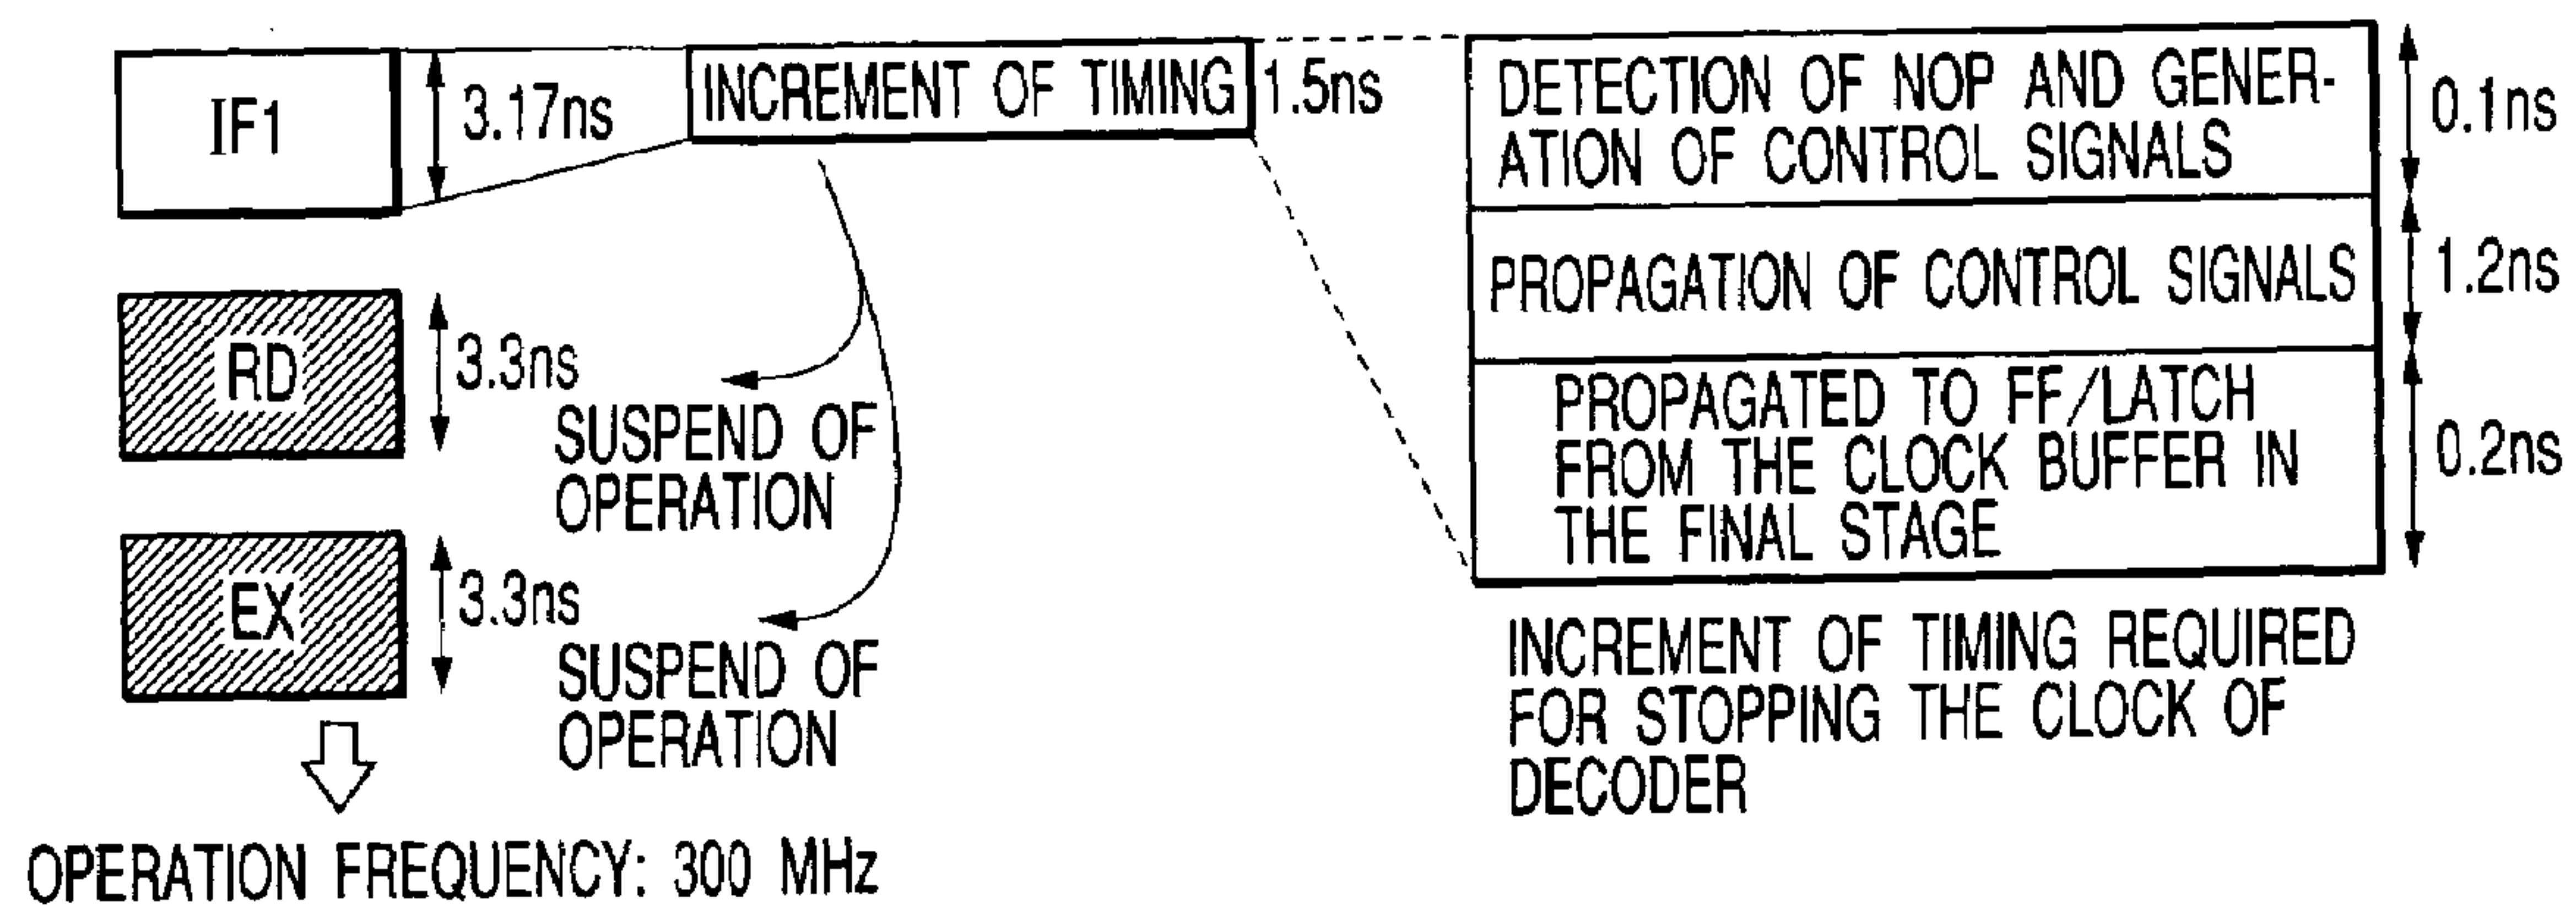 IF1
3.17ns
INCREMENT OF TIMING
1.5ns
DETECTION OF NOP AND GENER-
ATION OF CONTROL SIGNALS
0.1ns
PROPAGATION OF CONTROL SIGNALS
1.2ns
PROPAGATED TO FF/LATCH
FROM THE CLOCK BUFFER IN
THE FINAL STAGE
0.2ns
RD
3.3ns
SUSPEND OF
OPERATION
EX
3.3ns
SUSPEND OF
OPERATION
INCREMENT OF TIMING REQUIRED
FOR STOPPING THE CLOCK OF
DECODER
OPERATION FREQUENCY: 300 MHz